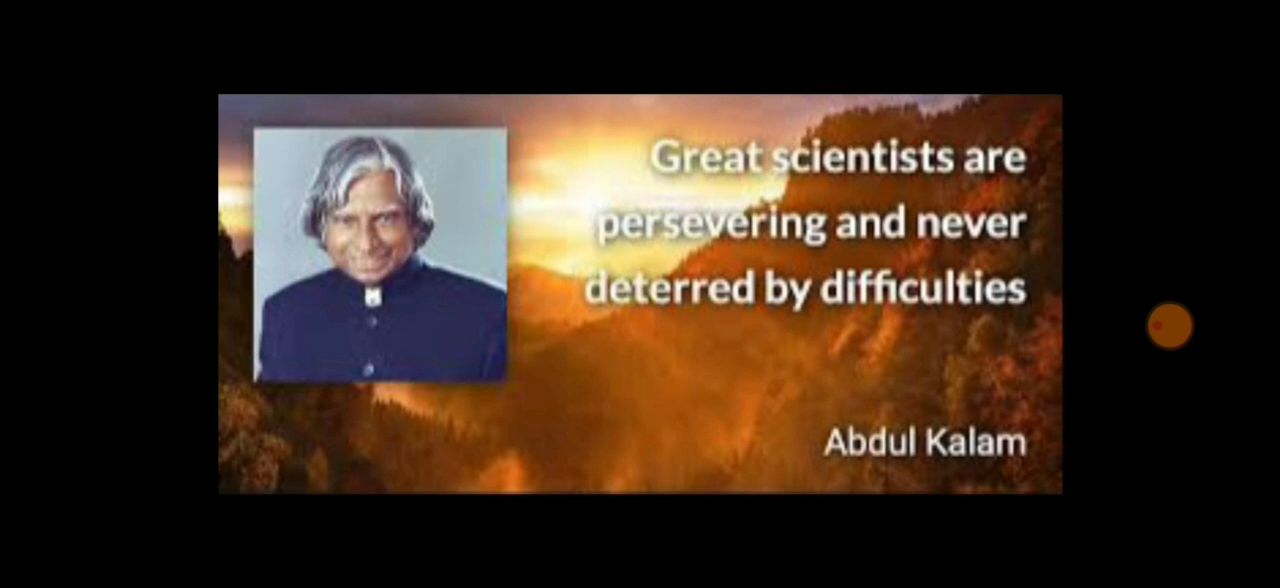 Great scientists are
persevering and never
deterred by difficulties
Abdul Kalam